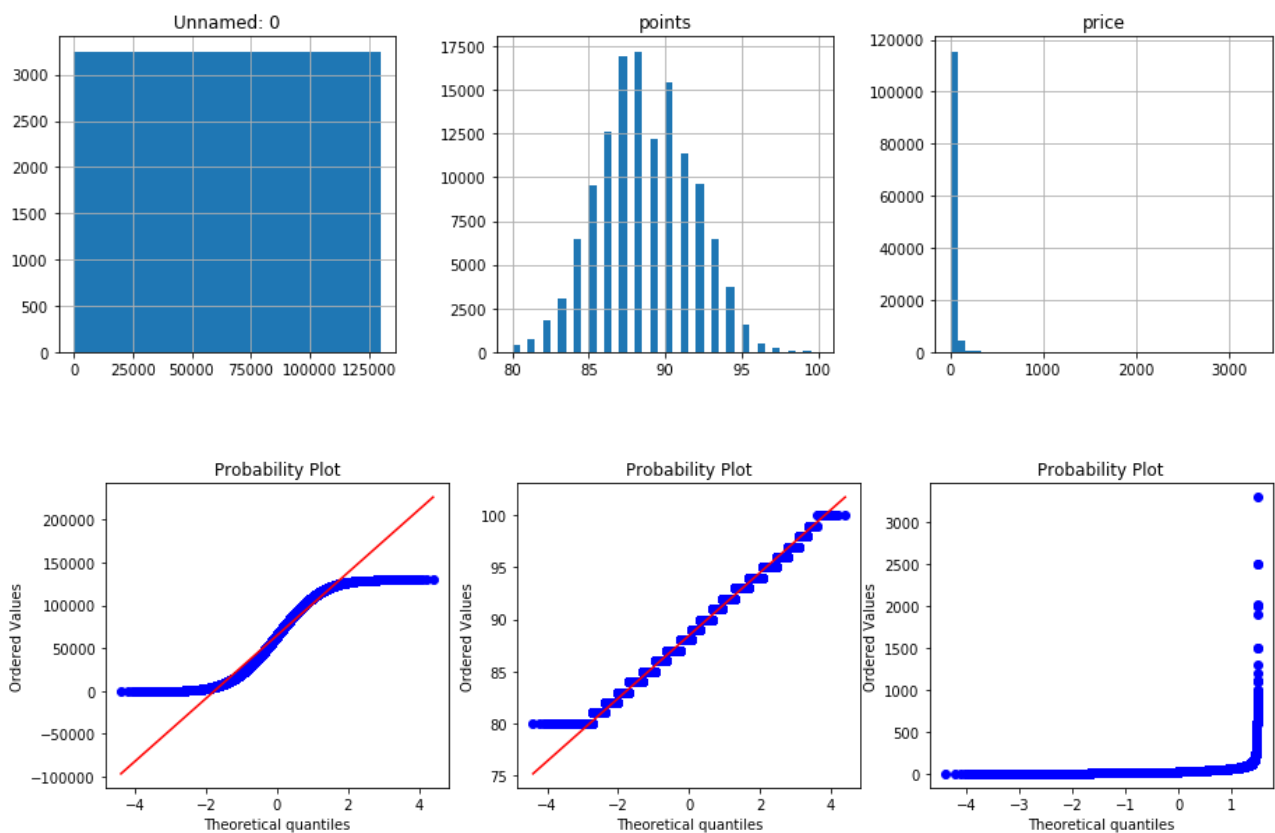 Unnamed: 0
points
price
3000
2500
2000
1500
1000
500
0
0 25000 50000 75000 100000 125000
17500
15000
12500
10000
7500
5000
2500
0
80 85 90 95 100
120000
100000
80000
60000
40000
20000
0
0 1000 2000 3000
Probability Plot
Probability Plot
Probability Plot
Ordered Values
200000
150000
100000
50000
0
−50000
−100000
−4 −2 0 2 4
Theoretical quantiles
Ordered Values
100
95
90
85
80
75
−4 −2 0 2 4
Theoretical quantiles
Ordered Values
3000
2500
2000
1500
1000
500
0
−4 −3 −2 −1 0 1
Theoretical quantiles